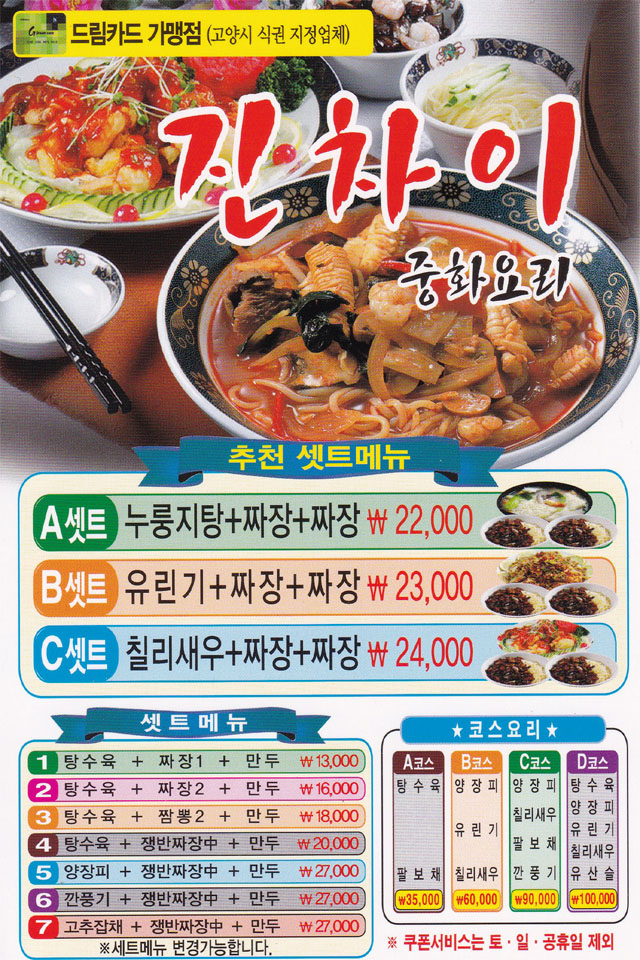 드림카드 가맹점 (고양시 식권 지정업체)
진차이
중화요리
추천 셋트메뉴
A셋트 누룽지탕+짜장+짜장 ₩ 22,000
B셋트 유린기+짜장+짜장 ₩ 23,000
C셋트 칠리새우+짜장+짜장 ₩ 24,000
셋트메뉴
1 탕수육 + 짜장1 + 만두 ₩13,000
2 탕수육 + 짜장2 + 만두 ₩16,000
3 탕수육 + 짬뽕2 + 만두 ₩18,000
4 탕수육 + 쟁반짜장中 + 만두 ₩20,000
5 양장피 + 쟁반짜장中 + 만두 ₩27,000
6 깐풍기 + 쟁반짜장中 + 만두 ₩27,000
7 고추잡채 + 쟁반짜장中 + 만두 ₩27,000
※세트메뉴 변경가능합니다.
★코스요리★
A코스
탕수육
팔보채
₩35,000
B코스
양장피
유린기
칠리새우
₩60,000
C코스
양장피
칠리새우
팔보채
깐풍기
₩90,000
D코스
탕수육
양장피
유린기
칠리새우
유산슬
₩100,000
※ 쿠폰서비스는 토·일·공휴일 제외